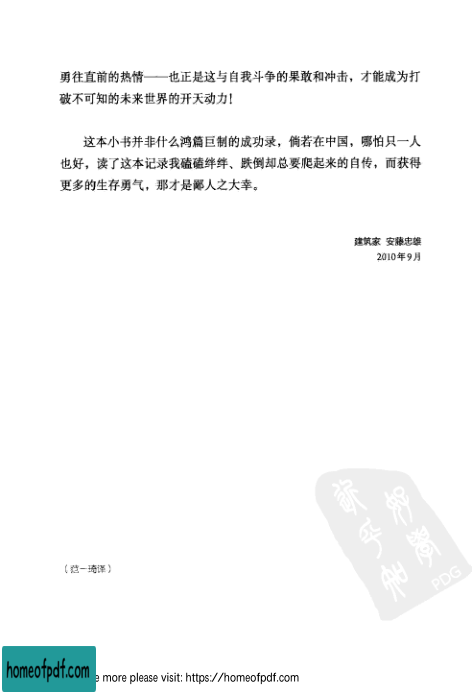 勇往直前的热情——也正是这与自我斗争的果敢和冲击，才能成为打
破不可知的未来世界的开天动力！
这本小书并非什么鸿篇巨制的成功录，倘若在中国，哪怕只一人
也好，读了这本记录我磕磕绊绊、跌倒却总要爬起来的自传，而获得
更多的生存勇气，那才是鄙人之大幸。
建筑家 安藤忠雄
2010年9月
PDG
（范一琦译）
homeofpdf.com
e more please visit: https://homeofpdf.com